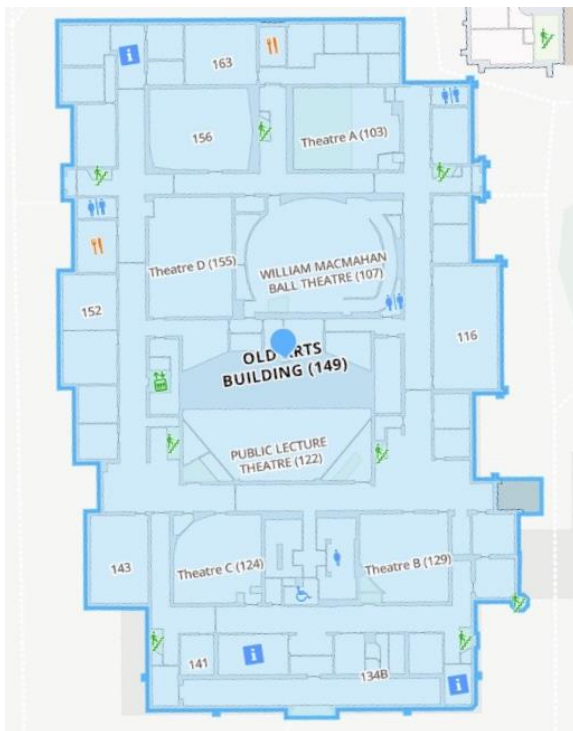 163
156
Theatre A (103)
Theatre D (155)
WILLIAM MACMAHAN
BALL THEATRE (107)
152
116
OLD ARTS
BUILDING (149)
PUBLIC LECTURE
THEATRE (122)
143
Theatre C (124)
Theatre B (129)
141
134B